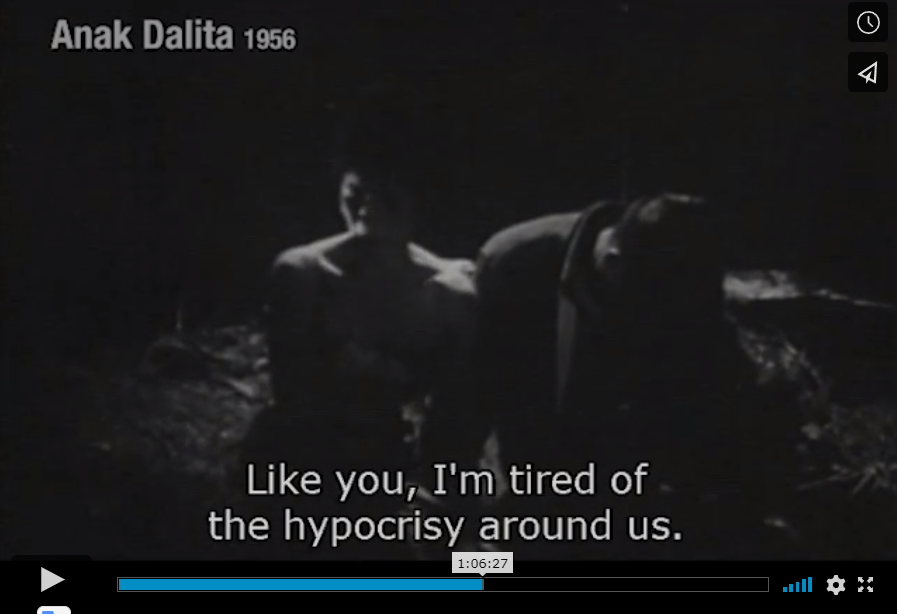 Anak Dalita 1956
Like you, I'm tired of
the hypocrisy around us.
1:06:27